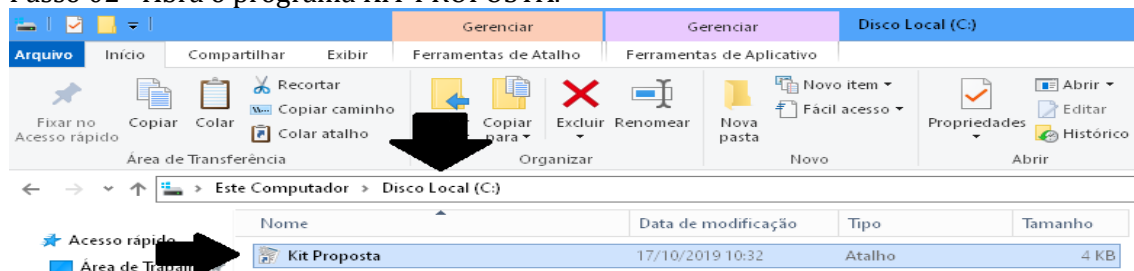 Gerenciar Gerenciar Disco Local (C:)
Arquivo Início Compartilhar Exibir Ferramentas de Atalho Ferramentas de Aplicativo
Recortar
Copiar caminho
Colar atalho
Fixar no
Acesso rápido
Copiar
Colar
Copiar
para
Excluir
Renomear
Nova
pasta
Novo item
Fácil acesso
Propriedades
Abrir
Editar
Histórico
Área de Transferência Organizar Novo Abrir
Este Computador > Disco Local (C:)
Nome Data de modificação Tipo Tamanho
Acesso rápido
Kit Proposta 17/10/2019 10:32 Atalho 4 KB
Área de